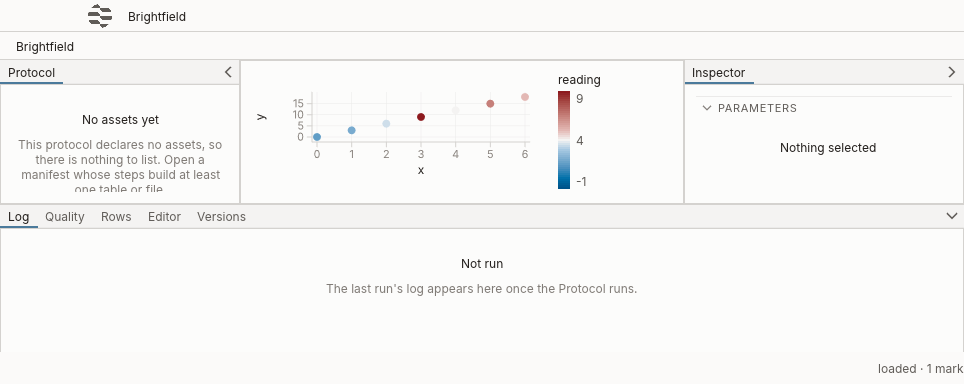 Brightfield
Brightfield
Protocol
No assets yet
This protocol declares no assets, so
there is nothing to list. Open a
manifest whose steps build at least
one table or file.
reading
9
4
-1
15
10
5
0
y
0 1 2 3 4 5 6
x
Inspector
PARAMETERS
Nothing selected
Log Quality Rows Editor Versions
Not run
The last run's log appears here once the Protocol runs.
loaded · 1 mark